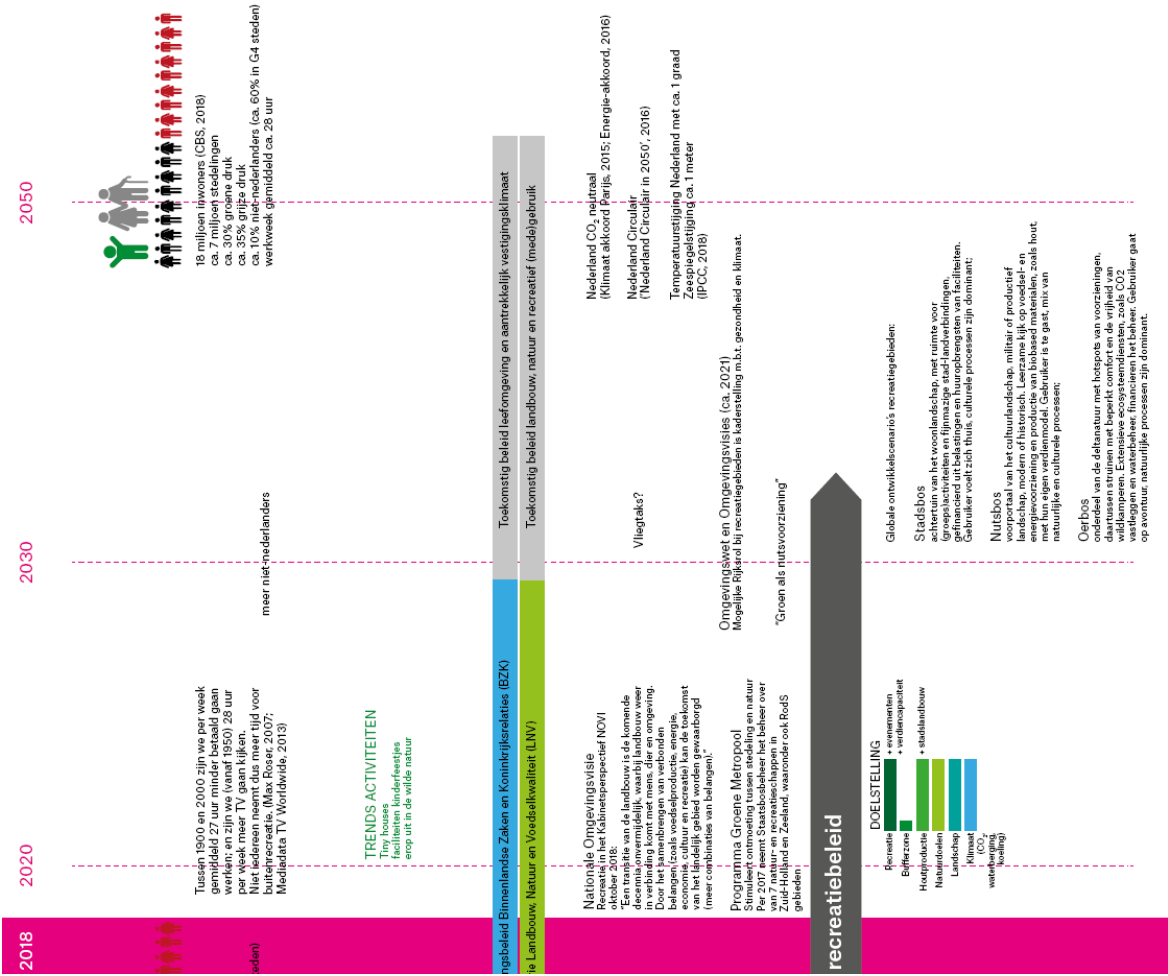 2050
2030
2020
2018
18 miljoen inwoners (CBS, 2018)
ca. 7 miljoen stedelingen
ca. 30% groene druk
ca. 35% grijze druk
ca. 10% niet-nederlanders (ca. 60% in G4 steden)
werkweek gemiddeld ca. 28 uur
meer niet-nederlanders
Tussen 1900 en 2000 zijn we per week
gemiddeld 27 uur minder betaald gaan
werken; en zijn we (vanaf 1950) 28 uur
per week meer TV gaan kijken.
Niet iedereen neemt dus meer tijd voor
buitenrecreatie. (Max Roser, 2007;
Mediadata TV Worldwide, 2013)
eden)
TRENDS ACTIVITEITEN
Tiny houses
faciliteiten kinderfeestjes
erop uit in de wilde natuur
ngsbeleid Binnenlandse Zaken en Koninkrijksrelaties (BZK)
Toekomstig beleid leefomgeving en aantrekkelijk vestigingsklimaat
ie Landbouw, Natuur en Voedselkwaliteit (LNV)
Toekomstig beleid landbouw, natuur en recreatief (mede)gebruik
Nederland CO2 neutraal
(Klimaat akkoord Parijs, 2015; Energie-akkoord, 2016)
Nederland Circulair
('Nederland Circulair in 2050', 2016)
Temperatuurstijging Nederland met ca. 1 graad
Zeespiegelstijging ca. 1 meter
(IPCC, 2018)
Vliegtaks?
Nationale Omgevingsvisie
Recreatie in het Kabinetsperspectief NOVI
oktober 2018:
"Een transitie van de landbouw is de komende
decennia onvermijdelijk, waarbij landbouw weer
in verbinding komt met mens, dier en omgeving.
Door het samenbrengen van verbonden
belangen (zoals voedselproductie, energie,
economie, cultuur en recreatie) kan de toekomst
van het landelijk gebied worden gewaarborgd
(meer combinaties van belangen)."
Omgevingswet en Omgevingsvisies (ca. 2021)
Mogelijke Rijksrol bij recreatiegebieden is kaderstelling m.b.t. gezondheid en klimaat.
"Groen als nutsvoorziening"
Programma Groene Metropool
Stimuleert ontmoeting tussen stedeling en natuur
Per 2017 neemt Staatsbosbeheer het beheer over
van 7 natuur- en recreatieschappen in
Zuid-Holland en Zeeland, waaronder ook RodS
gebieden
recreatiebeleid
DOELSTELLING
Recreatie
+ evenementen
+ verdiencapaciteit
Bufferzone
Houtproductie
+ stadslandbouw
Natuurdoelen
Landschap
Klimaat
(CO2
waterberging,
koeling)
Globale ontwikkelscenario's recreatiegebieden:
Stadsbos
achtertuin van het woonlandschap, met ruimte voor
(groeps)activiteiten en fijnmazige stad-landverbindingen,
gefinancierd uit belastingen en huuropbrengsten van faciliteiten.
Gebruiker voelt zich thuis, culturele processen zijn dominant;
Nutsbos
voorportaal van het cultuurlandschap, militair of productief
landschap, modern of historisch. Leerzame kijk op voedsel- en
energievoorziening en productie van biobased materialen, zoals hout,
met hun eigen verdienmodel. Gebruiker is te gast, mix van
natuurlijke en culturele processen;
Oerbos
onderdeel van de deltanatuur met hotspots van voorzieningen,
daartussen struinen met beperkt comfort en de vrijheid van
wildkamperen. Extensieve ecosysteemdiensten, zoals CO2
vastleggen en waterbeheer, financieren het beheer. Gebruiker gaat
op avontuur, natuurlijke processen zijn dominant.